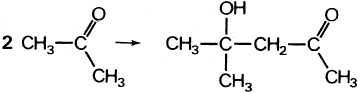 OH
O O
2 CH₃—C → CH₃—C—CH₂—C
CH₃ CH₃ CH₃